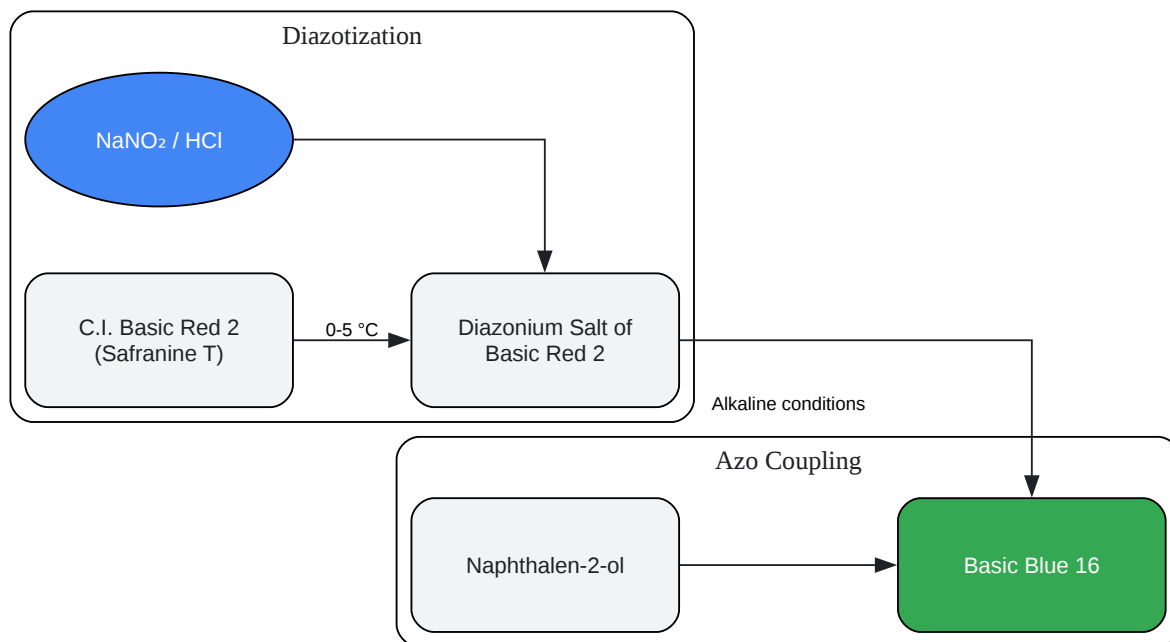 Diazotization
NaNO₂ / HCl
C.I. Basic Red 2
(Safranine T)
0-5 °C
Diazonium Salt of
Basic Red 2
Alkaline conditions
Azo Coupling
Naphthalen-2-ol
Basic Blue 16